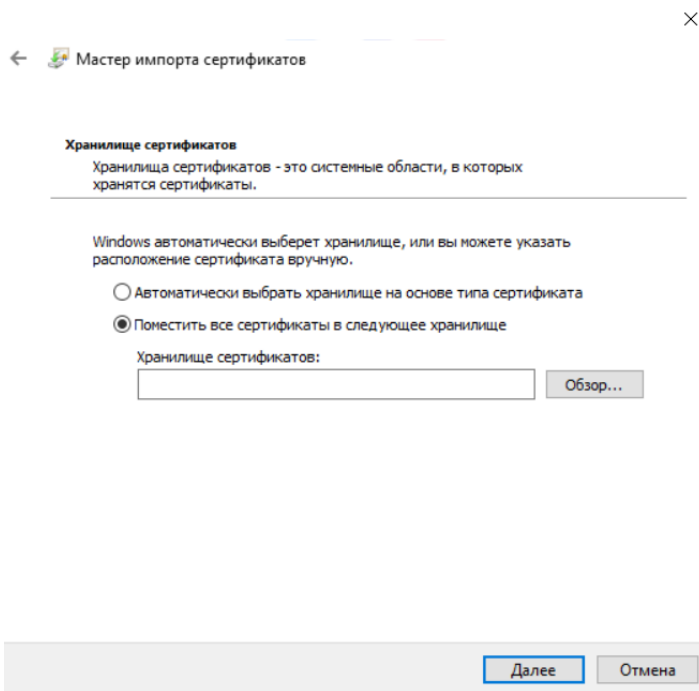 Мастер импорта сертификатов
Хранилище сертификатов
Хранилища сертификатов - это системные области, в которых
хранятся сертификаты.
Windows автоматически выберет хранилище, или вы можете указать
расположение сертификата вручную.
Автоматически выбрать хранилище на основе типа сертификата
Поместить все сертификаты в следующее хранилище
Хранилище сертификатов:
Обзор...
Далее
Отмена